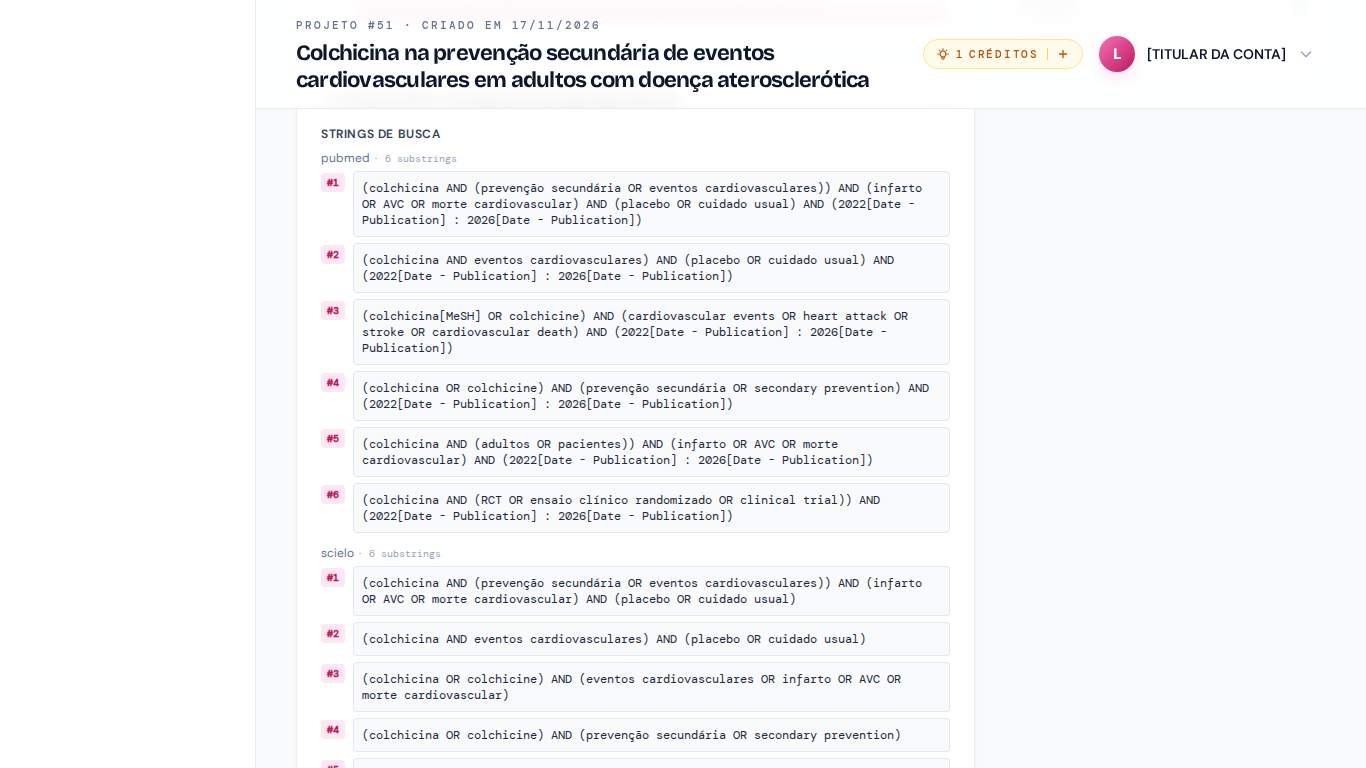 PROJETO #51 · CRIADO EM 17/11/2026
Colchicina na prevenção secundária de eventos
cardiovasculares em adultos com doença aterosclerótica
1 CRÉDITOS
+
L
[TITULAR DA CONTA]
STRINGS DE BUSCA
pubmed · 6 substrings
#1
(colchicina AND (prevenção secundária OR eventos cardiovasculares)) AND (infarto
OR AVC OR morte cardiovascular) AND (placebo OR cuidado usual) AND (2022[Date -
Publication] : 2026[Date - Publication])
#2
(colchicina AND eventos cardiovasculares) AND (placebo OR cuidado usual) AND
(2022[Date - Publication] : 2026[Date - Publication])
#3
(colchicina[MeSH] OR colchicine) AND (cardiovascular events OR heart attack OR
stroke OR cardiovascular death) AND (2022[Date - Publication] : 2026[Date -
Publication])
#4
(colchicina OR colchicine) AND (prevenção secundária OR secondary prevention) AND
(2022[Date - Publication] : 2026[Date - Publication])
#5
(colchicina AND (adultos OR pacientes)) AND (infarto OR AVC OR morte
cardiovascular) AND (2022[Date - Publication] : 2026[Date - Publication])
#6
(colchicina AND (RCT OR ensaio clínico randomizado OR clinical trial)) AND
(2022[Date - Publication] : 2026[Date - Publication])
scielo · 6 substrings
#1
(colchicina AND (prevenção secundária OR eventos cardiovasculares)) AND (infarto
OR AVC OR morte cardiovascular) AND (placebo OR cuidado usual)
#2
(colchicina AND eventos cardiovasculares) AND (placebo OR cuidado usual)
#3
(colchicina OR colchicine) AND (eventos cardiovasculares OR infarto OR AVC OR
morte cardiovascular)
#4
(colchicina OR colchicine) AND (prevenção secundária OR secondary prevention)